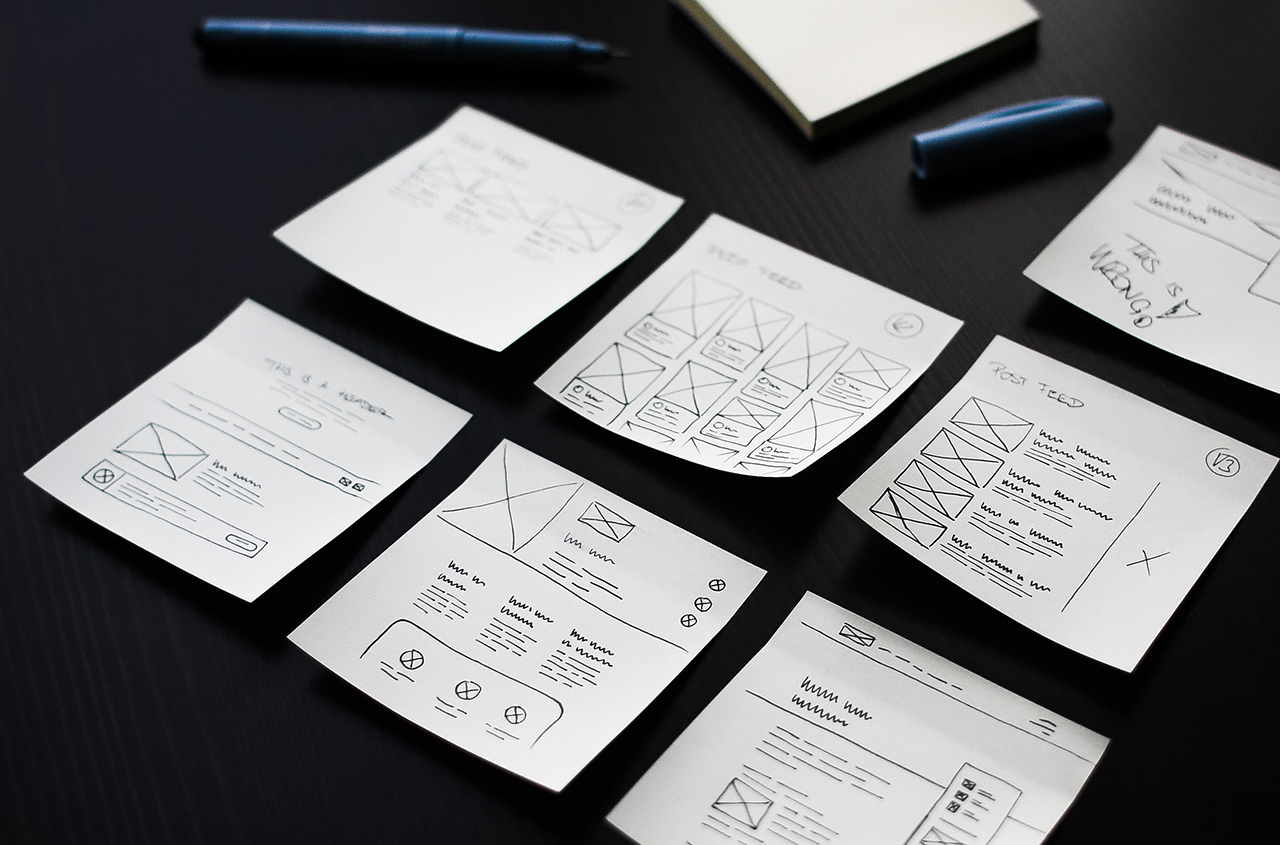 POST FEED
POST FEED
V2
THIS IS
WRONG
THIS IS A HEADER
POST FEED
V3